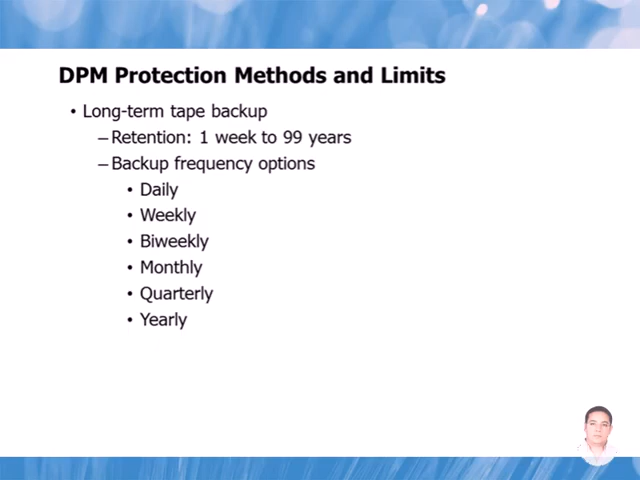 DPM Protection Methods and Limits
• Long-term tape backup
– Retention: 1 week to 99 years
– Backup frequency options
• Daily
• Weekly
• Biweekly
• Monthly
• Quarterly
• Yearly